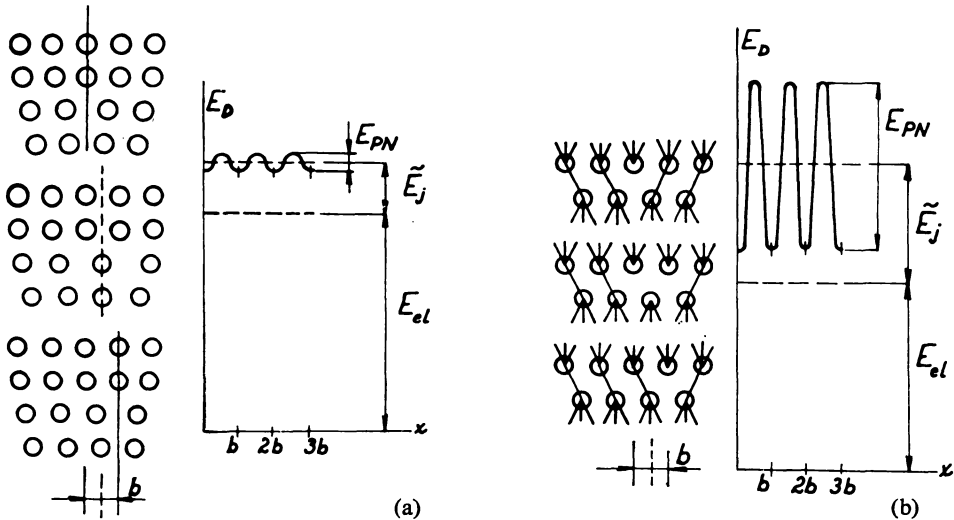 E_D
E_PN
Ẽ_j
E_el
b 2b 3b x
b
(a)
E_D
E_PN
Ẽ_j
E_el
b 2b 3b x
b
(b)